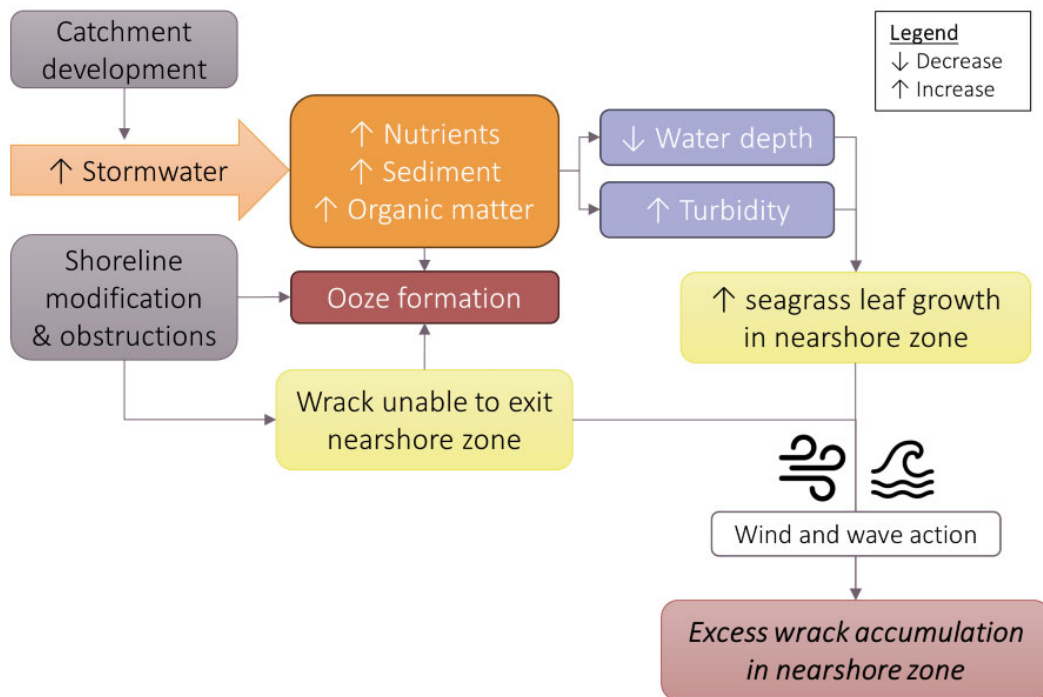 Catchment
development
Legend
↓ Decrease
↑ Increase
↑ Stormwater
↑ Nutrients
↑ Sediment
↑ Organic matter
↓ Water depth
↑ Turbidity
Shoreline
modification
& obstructions
Ooze formation
↑ seagrass leaf growth
in nearshore zone
Wrack unable to exit
nearshore zone
Wind and wave action
Excess wrack accumulation
in nearshore zone